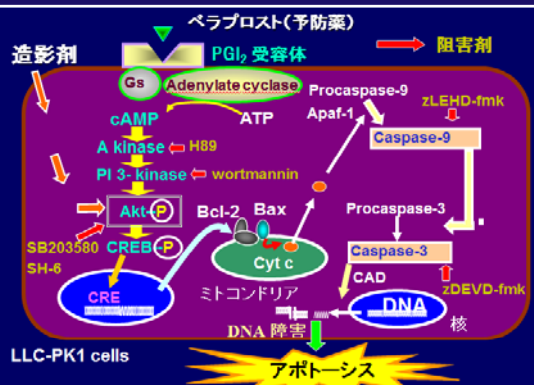 ベラプロスト(予防薬)
造影剤
PGI₂ 受容体
阻害剤
Gs
Adenylate cyclase
Procaspase-9
zLEHD-fmk
cAMP
ATP
Apaf-1
Caspase-9
A kinase
H89
PI 3- kinase
wortmannin
Akt-P
Bcl-2
Bax
Procaspase-3
SB203580
CREB-P
Caspase-3
SH-6
Cyt c
CAD
zDEVD-fmk
CRE
ミトコンドリア
DNA
核
DNA 障害
LLC-PK1 cells
アポトーシス